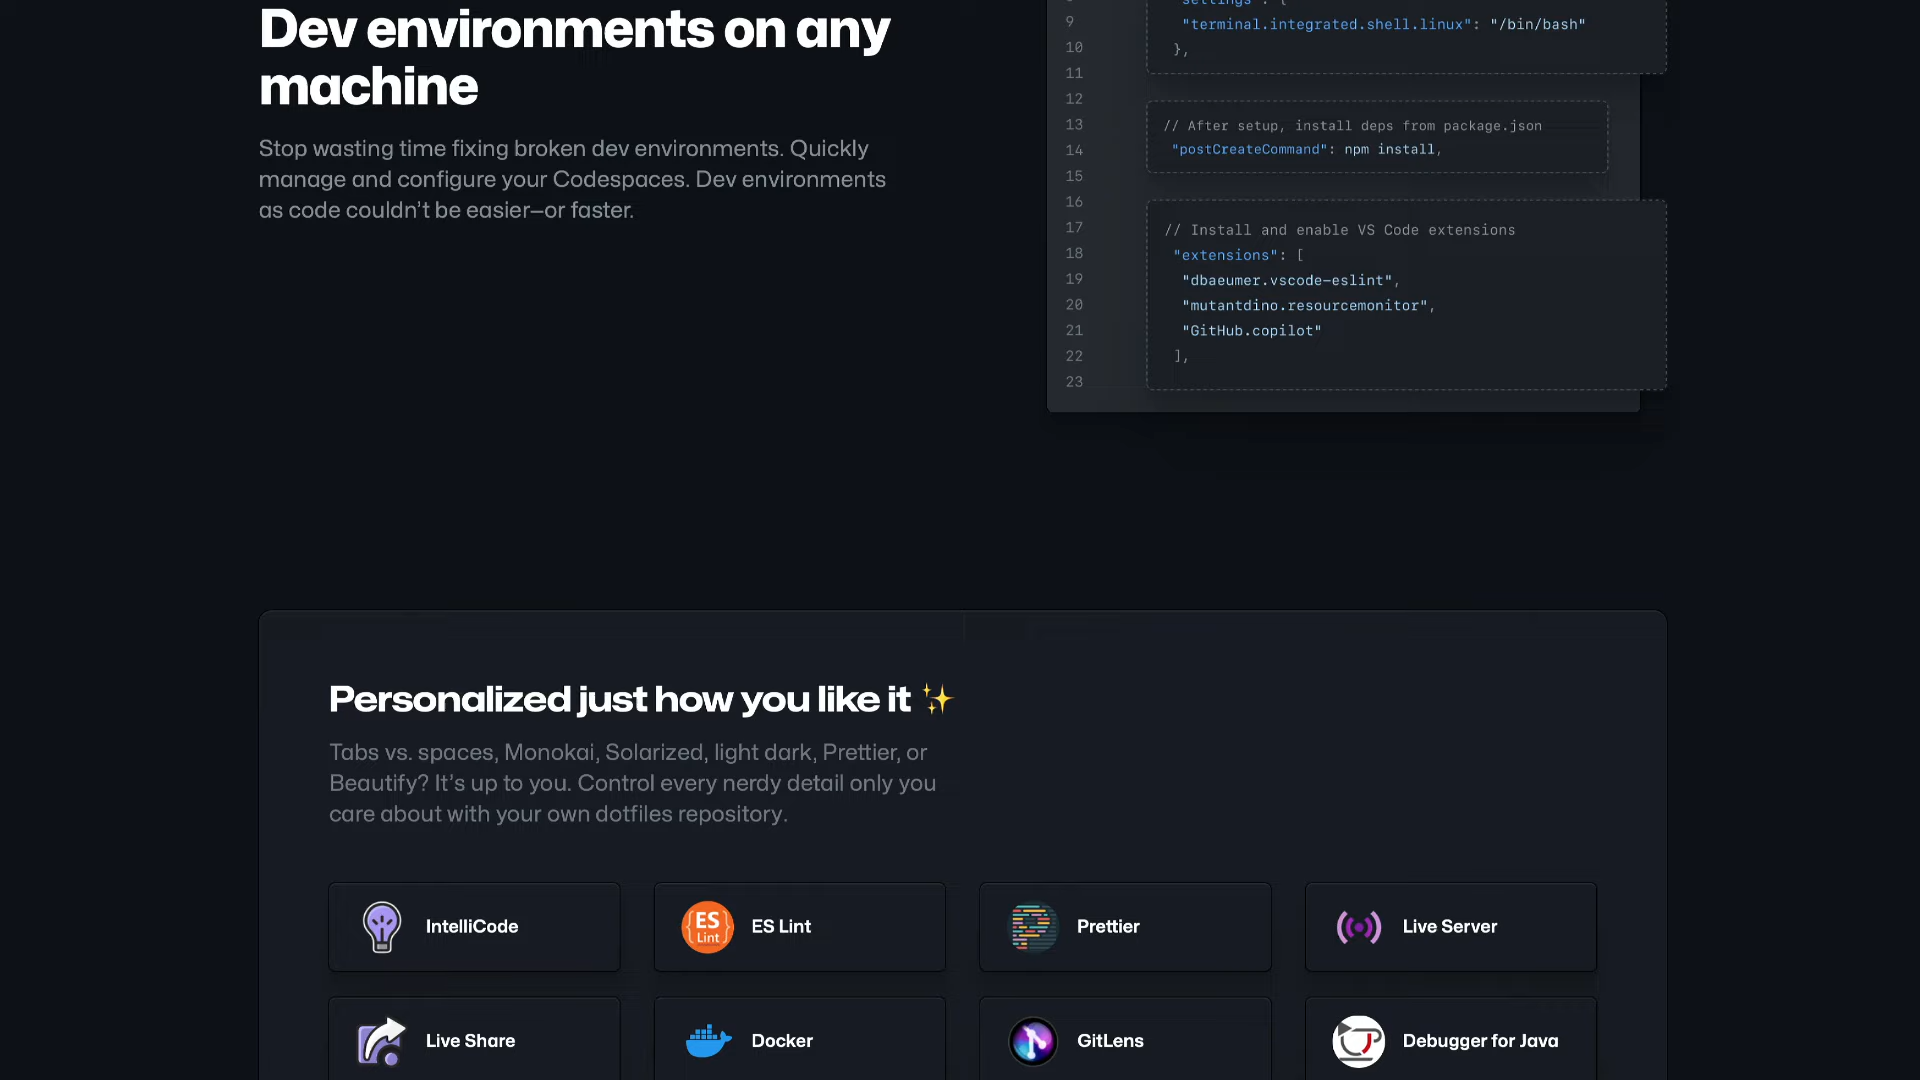 Dev environments on any
machine
Stop wasting time fixing broken dev environments. Quickly
manage and configure your Codespaces. Dev environments
as code couldn’t be easier—or faster.
settings": {
9 "terminal.integrated.shell.linux": "/bin/bash"
10 },
11
12
13 // After setup, install deps from package.json
14 "postCreateCommand": npm install,
15
16
17 // Install and enable VS Code extensions
18 "extensions": [
19 "dbaeumer.vscode-eslint",
20 "mutantdino.resourcemonitor",
21 "GitHub.copilot"
22 ],
23
Personalized just how you like it ✨
Tabs vs. spaces, Monokai, Solarized, light dark, Prettier, or
Beautify? It’s up to you. Control every nerdy detail only you
care about with your own dotfiles repository.
IntelliCode
{ES Lint} ES Lint
Prettier
Live Server
Live Share
Docker
GitLens
Debugger for Java